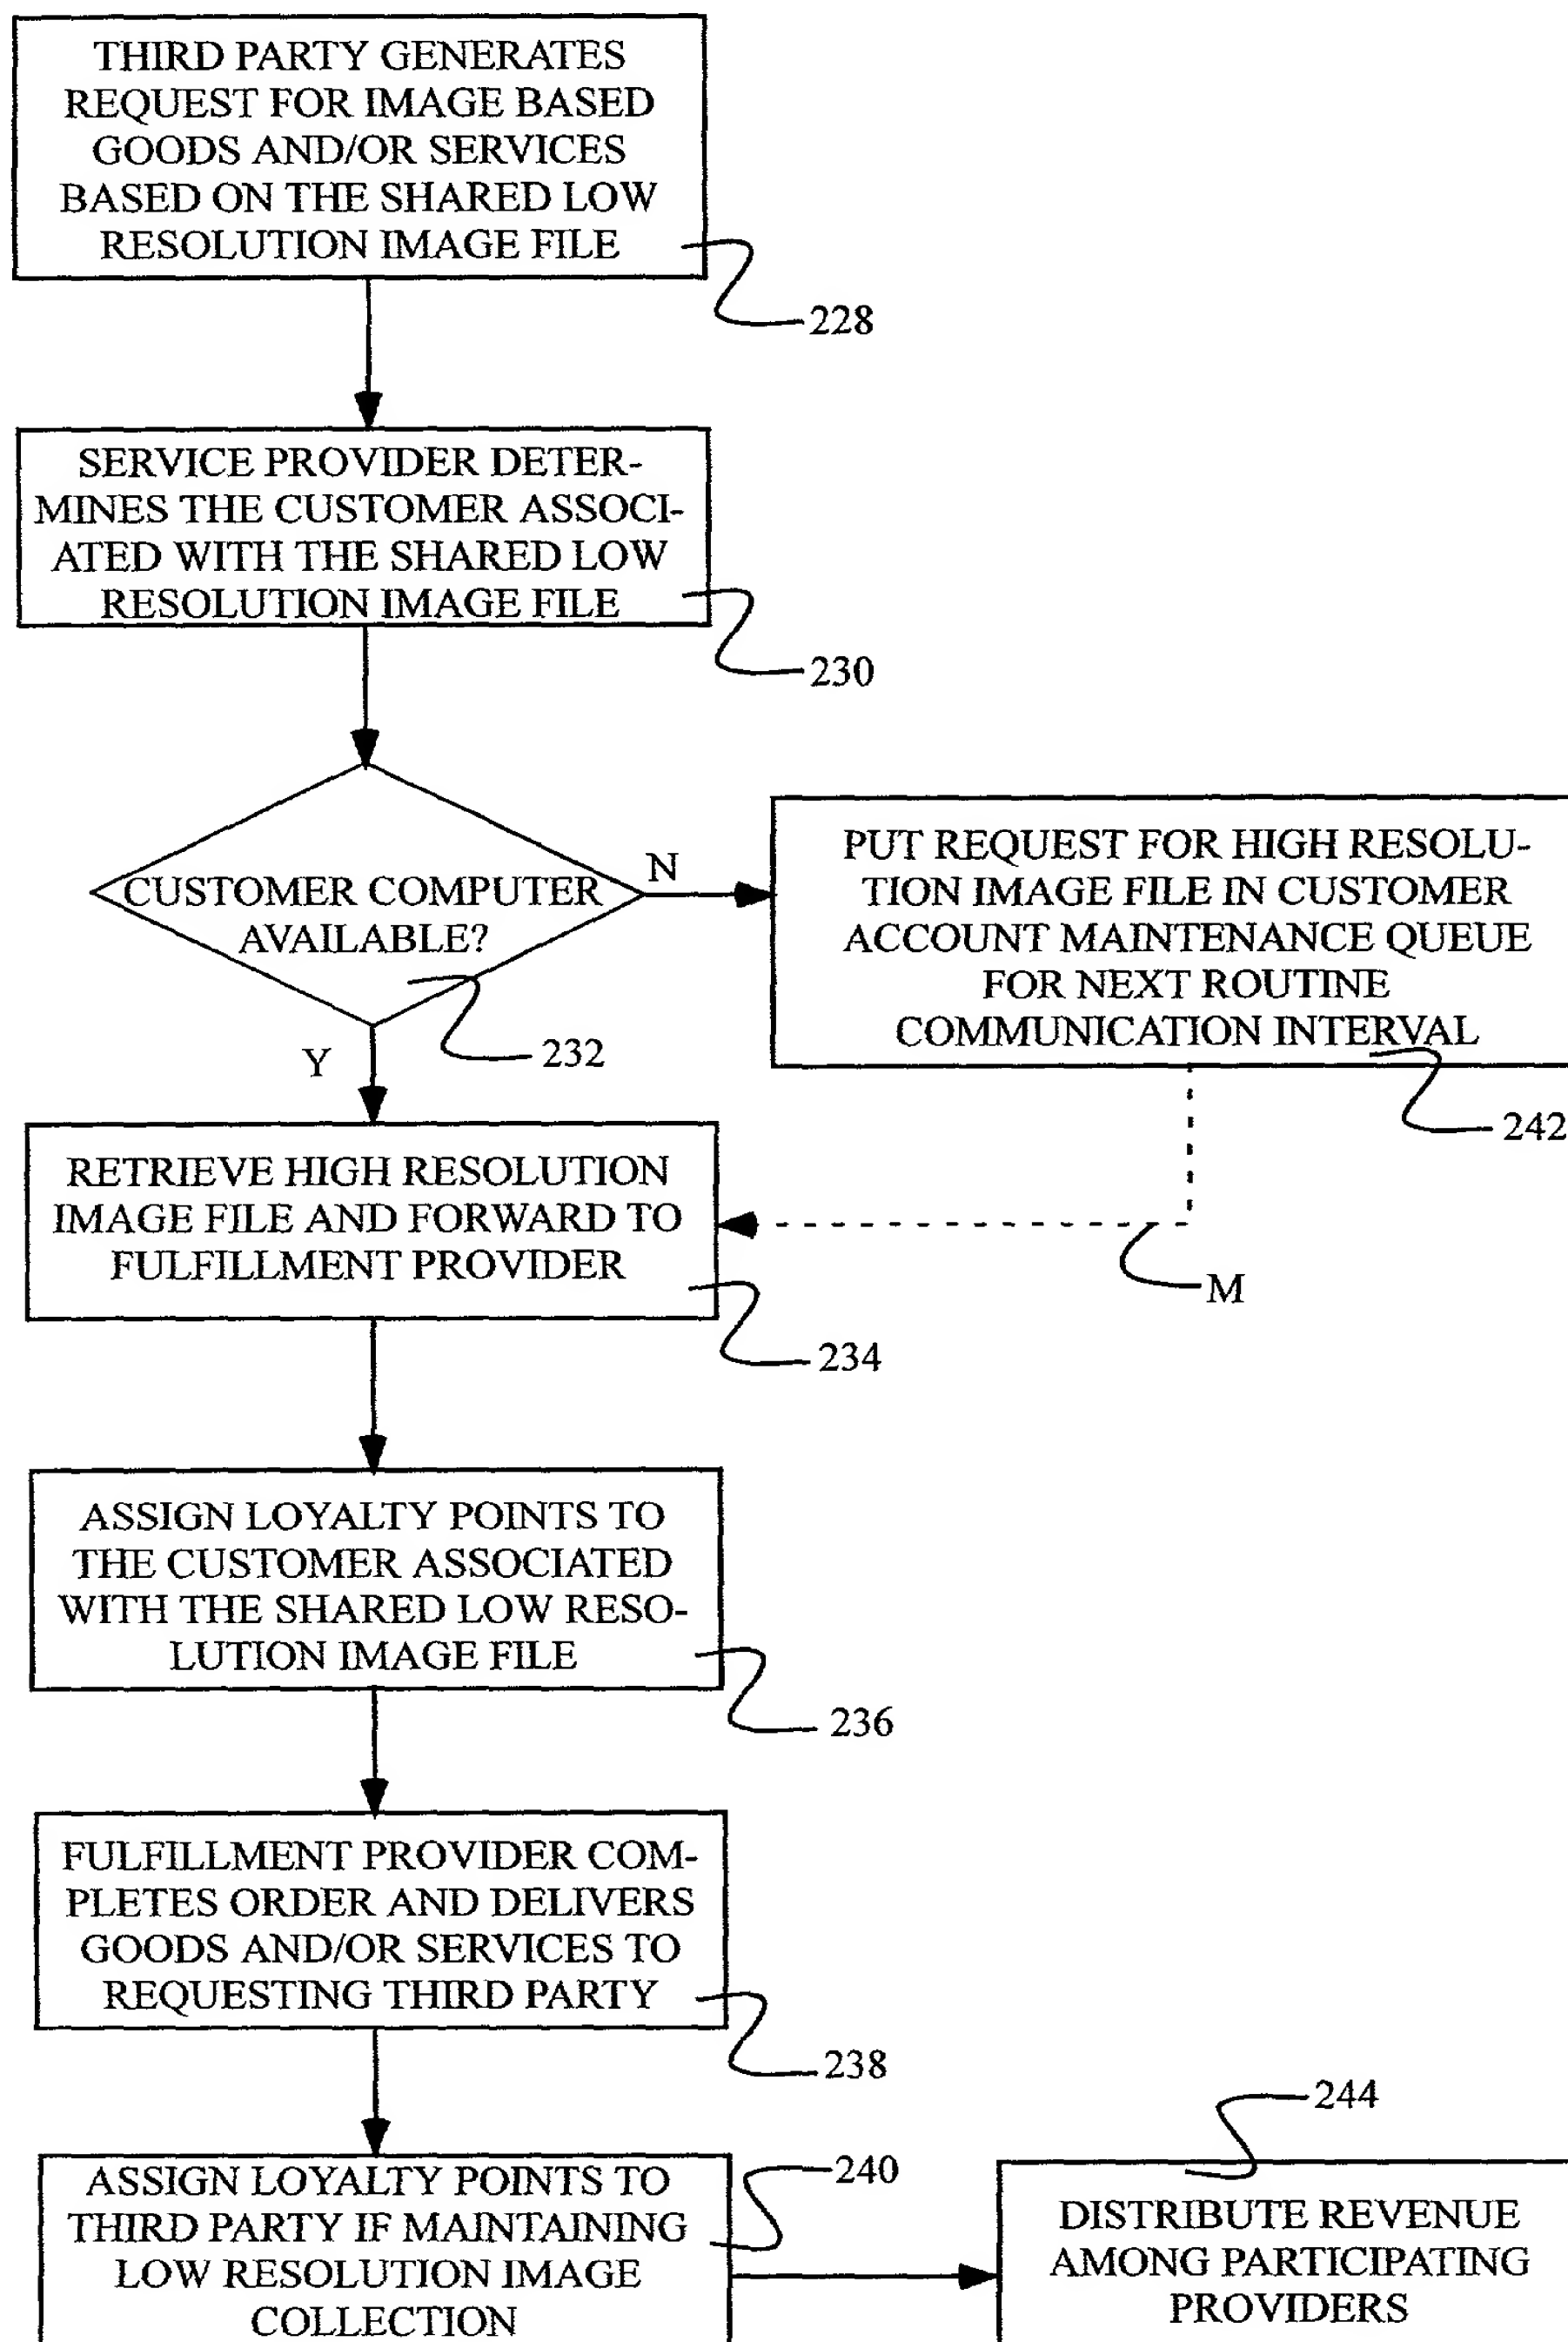 THIRD PARTY GENERATES
REQUEST FOR IMAGE BASED
GOODS AND/OR SERVICES
BASED ON THE SHARED LOW
RESOLUTION IMAGE FILE
228
SERVICE PROVIDER DETER-
MINES THE CUSTOMER ASSOCI-
ATED WITH THE SHARED LOW
RESOLUTION IMAGE FILE
230
CUSTOMER COMPUTER
AVAILABLE?
N
Y
232
PUT REQUEST FOR HIGH RESOLU-
TION IMAGE FILE IN CUSTOMER
ACCOUNT MAINTENANCE QUEUE
FOR NEXT ROUTINE
COMMUNICATION INTERVAL
242
RETRIEVE HIGH RESOLUTION
IMAGE FILE AND FORWARD TO
FULFILLMENT PROVIDER
M
234
ASSIGN LOYALTY POINTS TO
THE CUSTOMER ASSOCIATED
WITH THE SHARED LOW RESO-
LUTION IMAGE FILE
236
FULFILLMENT PROVIDER COM-
PLETES ORDER AND DELIVERS
GOODS AND/OR SERVICES TO
REQUESTING THIRD PARTY
238
ASSIGN LOYALTY POINTS TO
THIRD PARTY IF MAINTAINING
LOW RESOLUTION IMAGE
COLLECTION
240
244
DISTRIBUTE REVENUE
AMONG PARTICIPATING
PROVIDERS